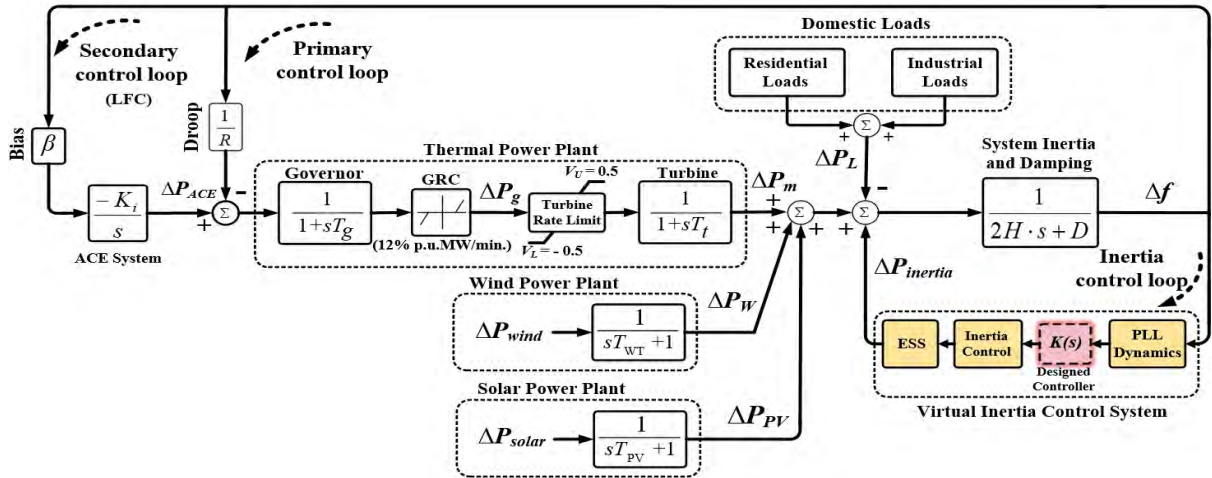 Domestic Loads
Residential
Loads
Industrial
Loads
Σ
+
+
ΔP_L
Secondary
control loop
(LFC)
Primary
control loop
Bias
β
Droop
1
R
− K_i
s
ACE System
ΔP_ACE
+
−
Σ
Thermal Power Plant
Governor
1
1+sT_g
GRC
(12% p.u.MW/min.)
ΔP_g
V_U = 0.5
Turbine
Rate Limit
V_L = - 0.5
Turbine
1
1+sT_t
ΔP_m
+
+
+
Σ
+
−
+
Σ
System Inertia
and Damping
1
2H · s + D
Δf
Inertia
control loop
ΔP_inertia
ESS
Inertia
Control
K(s)
Designed
Controller
PLL
Dynamics
Virtual Inertia Control System
Wind Power Plant
ΔP_wind
1
sT_WT +1
ΔP_W
Solar Power Plant
ΔP_solar
1
sT_PV +1
ΔP_PV